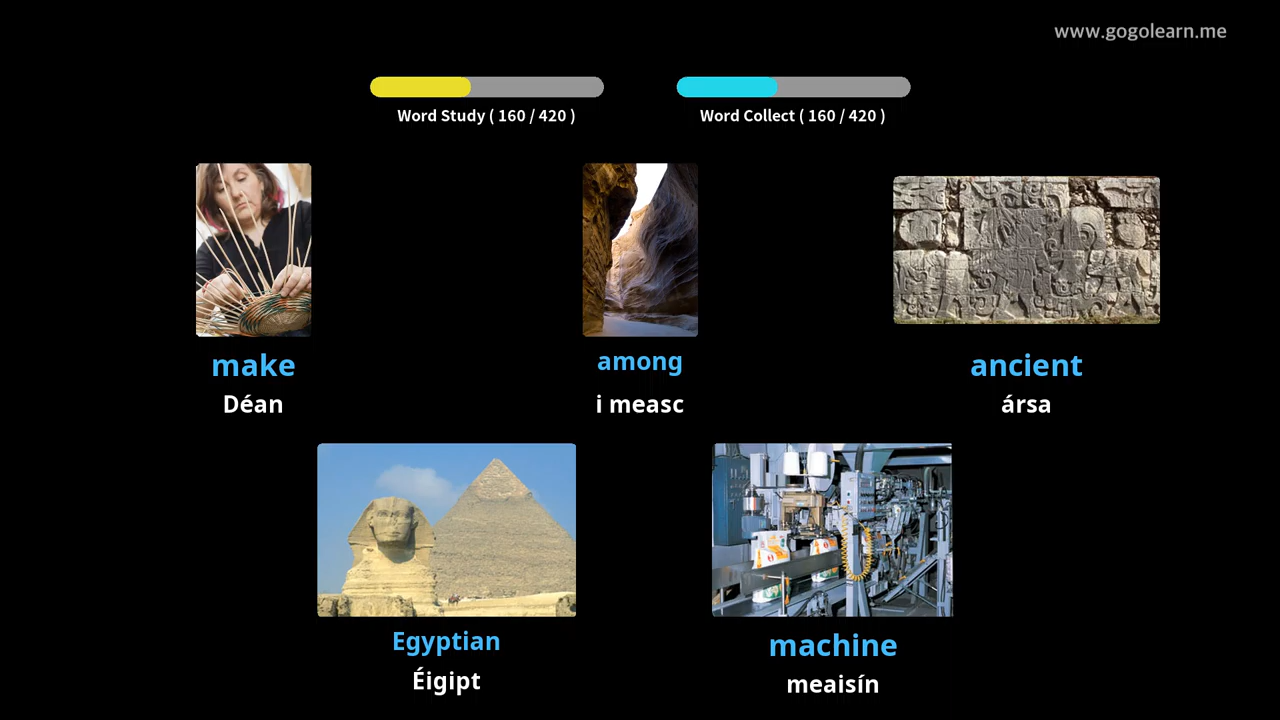 www.gogolearn.me
Word Study ( 160 / 420 )
Word Collect ( 160 / 420 )
make
Déan
among
i measc
ancient
ársa
Egyptian
Éigipt
machine
meaisín